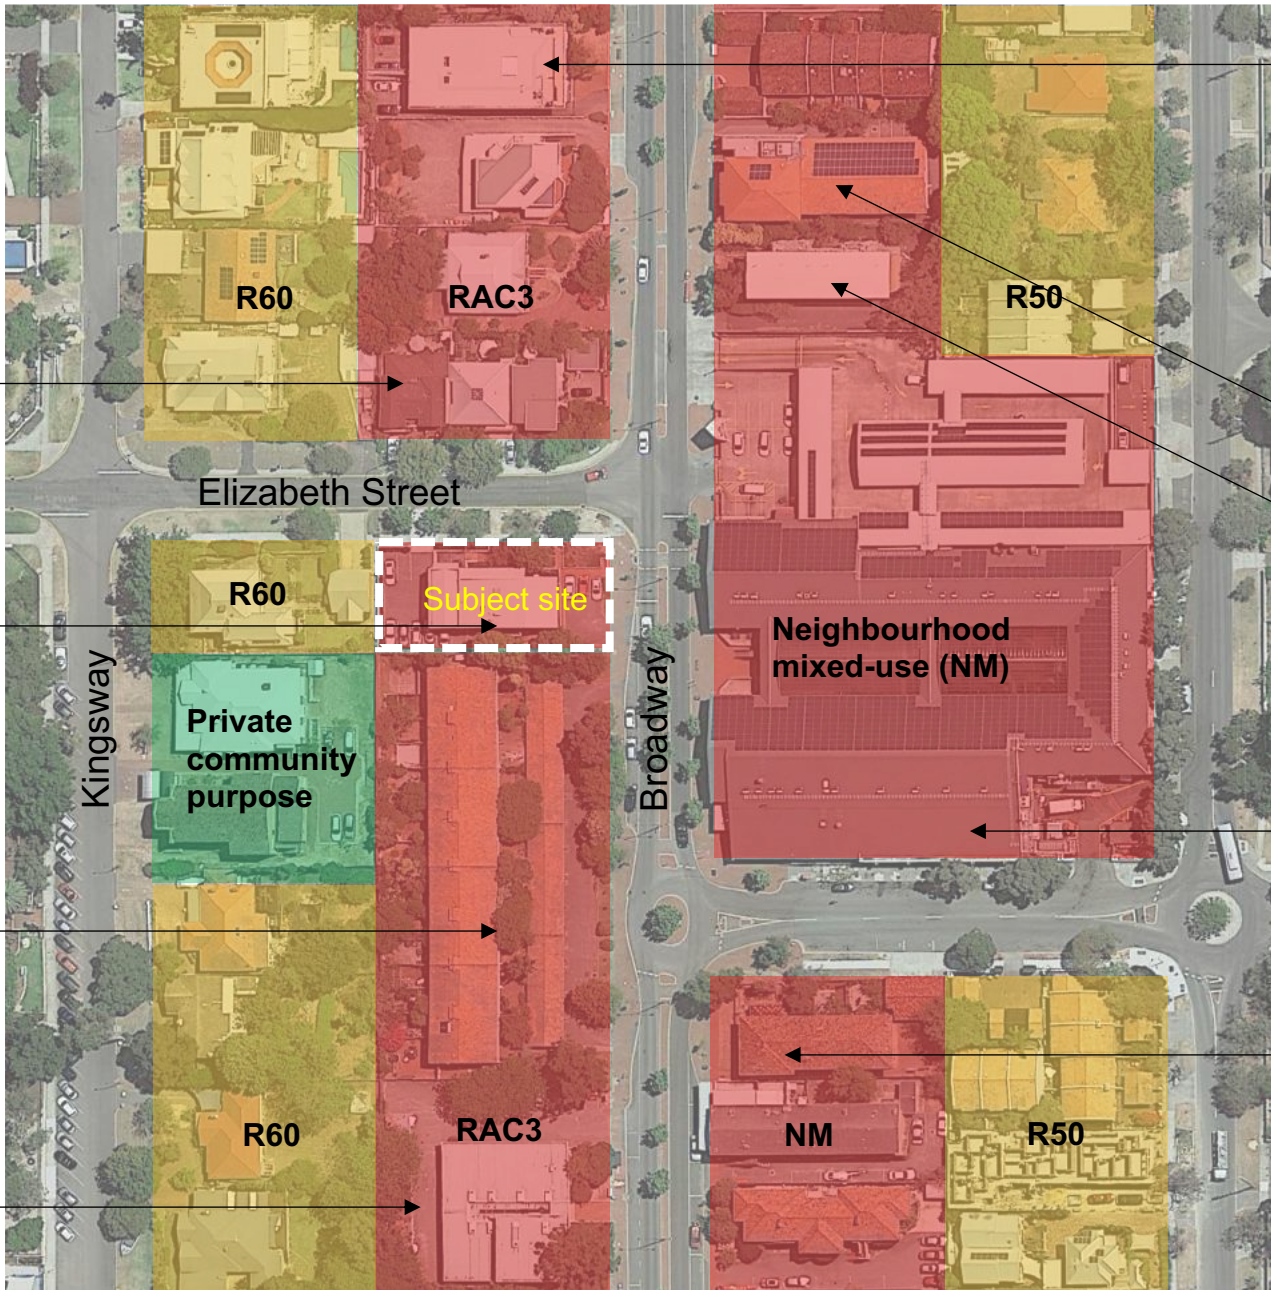 R60
RAC3
R50
Elizabeth Street
R60
Subject site
Neighbourhood
mixed-use (NM)
Kingsway
Private
community
purpose
Broadway
R60
RAC3
NM
R50